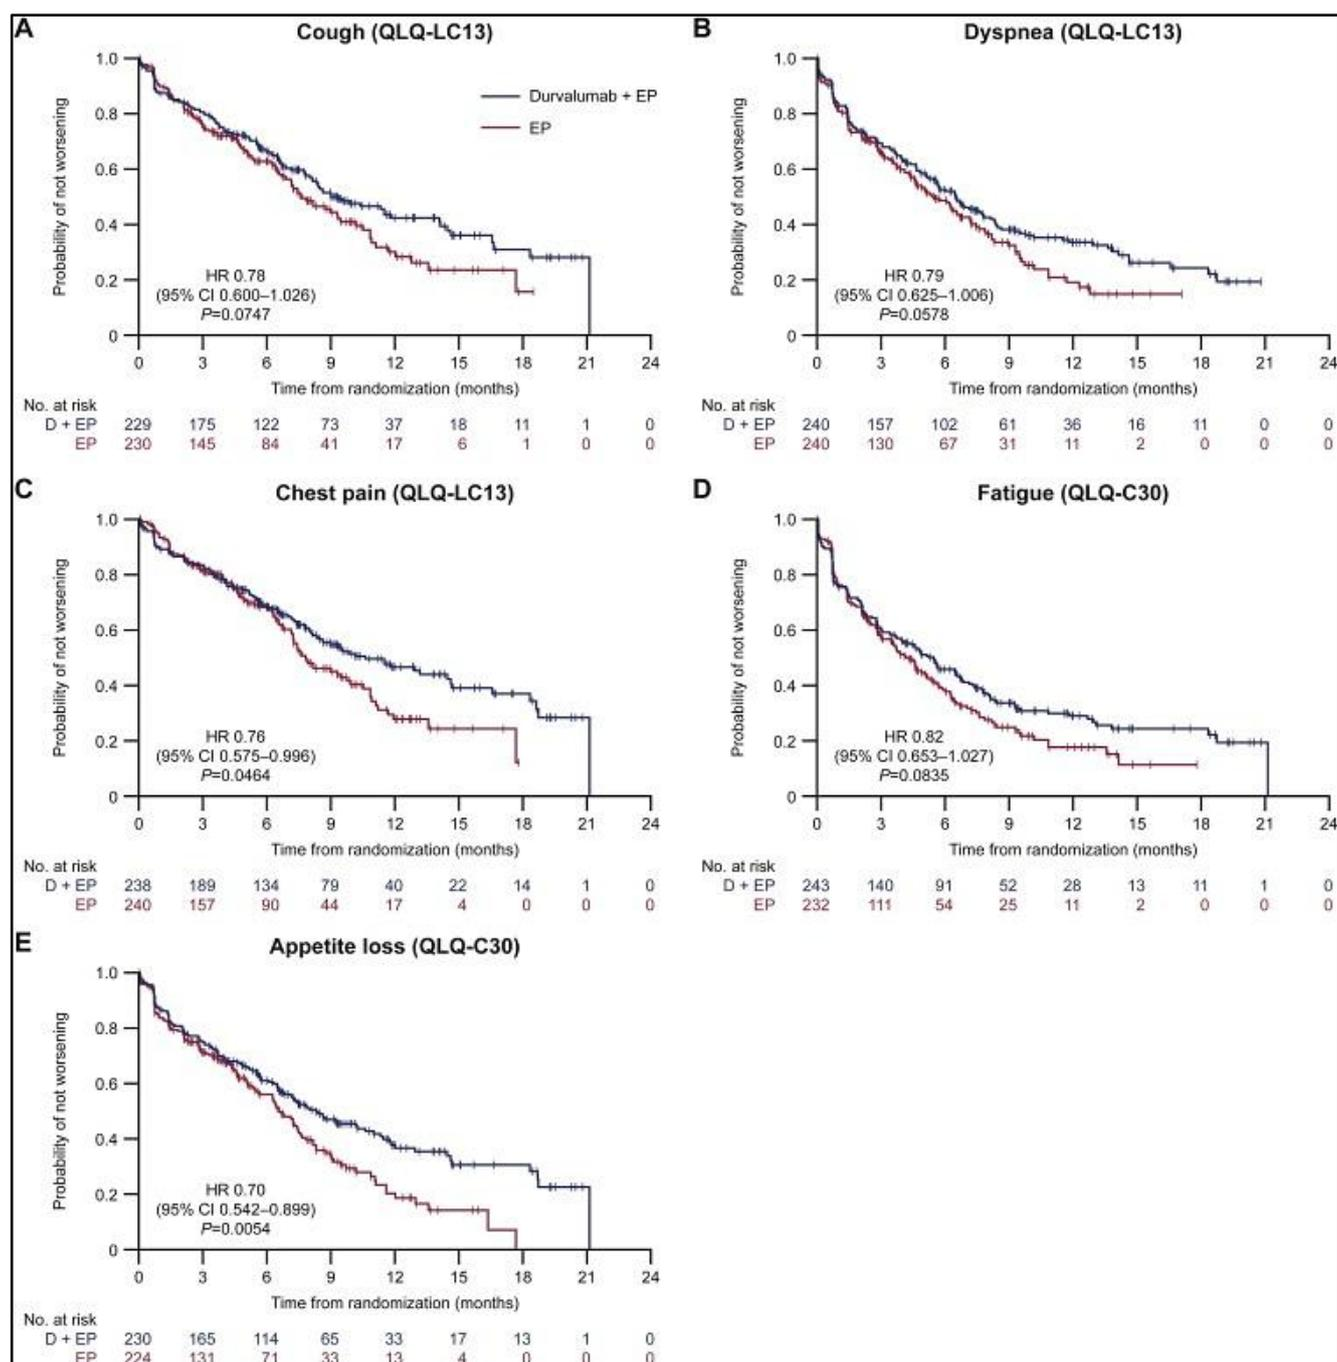 A
Cough (QLQ-LC13)
Probability of not worsening
1.0
0.8
0.6
0.4
0.2
0
Durvalumab + EP
EP
HR 0.78
(95% CI 0.600–1.026)
P=0.0747
0 3 6 9 12 15 18 21 24
Time from randomization (months)
No. at risk
D + EP 229 175 122 73 37 18 11 1 0
EP 230 145 84 41 17 6 1 0 0
B
Dyspnea (QLQ-LC13)
Probability of not worsening
1.0
0.8
0.6
0.4
0.2
0
HR 0.79
(95% CI 0.625–1.006)
P=0.0578
0 3 6 9 12 15 18 21 24
Time from randomization (months)
No. at risk
D + EP 240 157 102 61 36 16 11 0 0
EP 240 130 67 31 11 2 0 0 0
C
Chest pain (QLQ-LC13)
Probability of not worsening
1.0
0.8
0.6
0.4
0.2
0
HR 0.76
(95% CI 0.575–0.996)
P=0.0464
0 3 6 9 12 15 18 21 24
Time from randomization (months)
No. at risk
D + EP 238 189 134 79 40 22 14 1 0
EP 240 157 90 44 17 4 0 0 0
D
Fatigue (QLQ-C30)
Probability of not worsening
1.0
0.8
0.6
0.4
0.2
0
HR 0.82
(95% CI 0.653–1.027)
P=0.0835
0 3 6 9 12 15 18 21 24
Time from randomization (months)
No. at risk
D + EP 243 140 91 52 28 13 11 1 0
EP 232 111 54 25 11 2 0 0 0
E
Appetite loss (QLQ-C30)
Probability of not worsening
1.0
0.8
0.6
0.4
0.2
0
HR 0.70
(95% CI 0.542–0.899)
P=0.0054
0 3 6 9 12 15 18 21 24
Time from randomization (months)
No. at risk
D + EP 230 165 114 65 33 17 13 1 0
EP 224 131 71 33 13 4 0 0 0